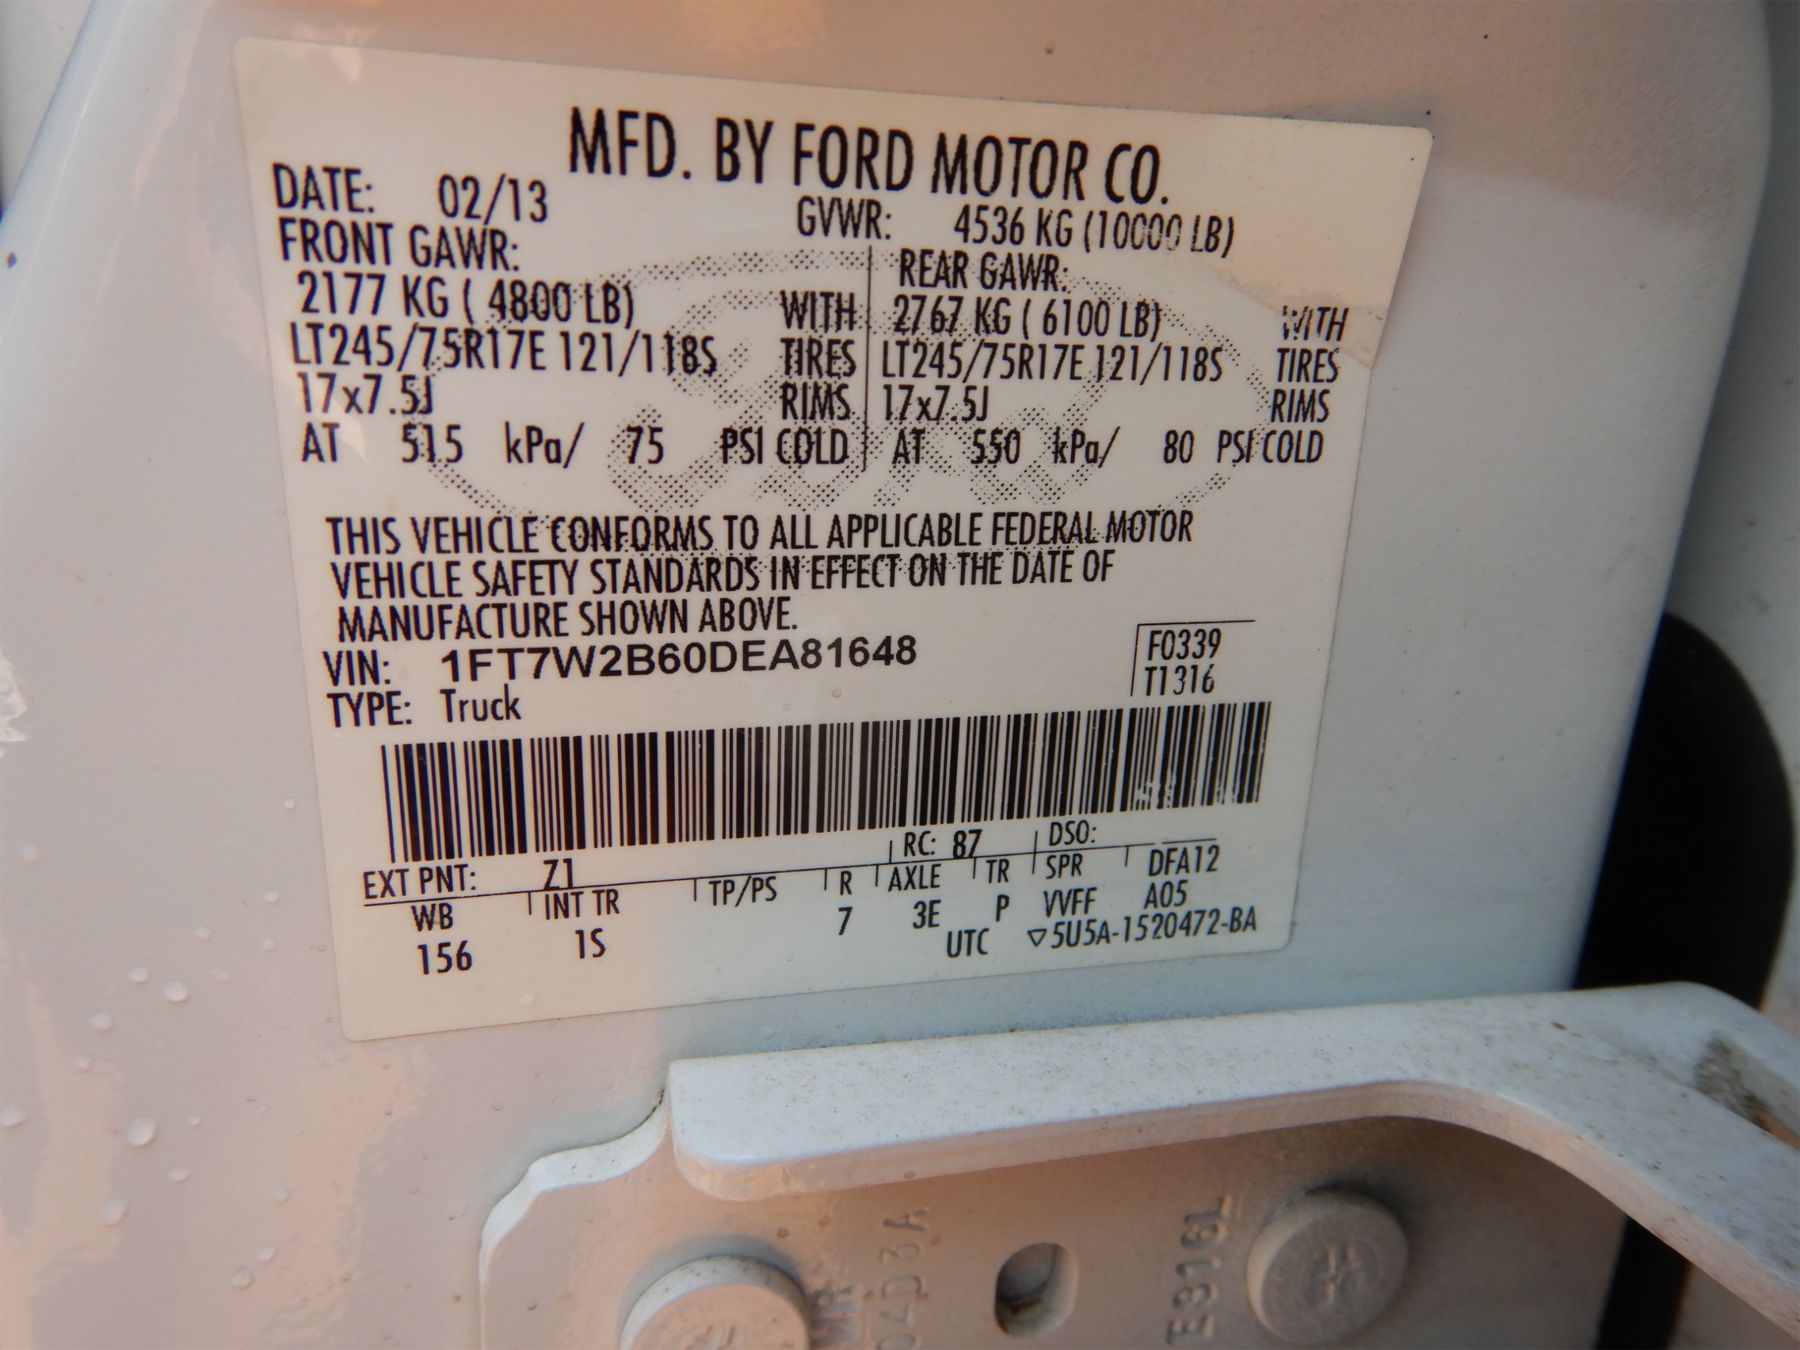 MFD. BY FORD MOTOR CO.
DATE: 02/13 GVWR: 4536 KG (10000 LB)
FRONT GAWR: REAR GAWR:
2177 KG ( 4800 LB) WITH 2767 KG ( 6100 LB) WITH
LT245/75R17E 121/118S TIRES LT245/75R17E 121/118S TIRES
17x7.5J RIMS 17x7.5J RIMS
AT 515 kPa/ 75 PSI COLD AT 550 kPa/ 80 PSI COLD
THIS VEHICLE CONFORMS TO ALL APPLICABLE FEDERAL MOTOR
VEHICLE SAFETY STANDARDS IN EFFECT ON THE DATE OF
MANUFACTURE SHOWN ABOVE.
VIN: 1FT7W2B60DEA81648 F0339
TYPE: Truck T1316
EXT PNT: Z1 RC: 87 DSO:
WB INT TR TP/PS R AXLE TR SPR DFA12
156 1S 7 3E P VVFF A05
UTC ▽5U5A-1520472-BA
04D3A
E816L